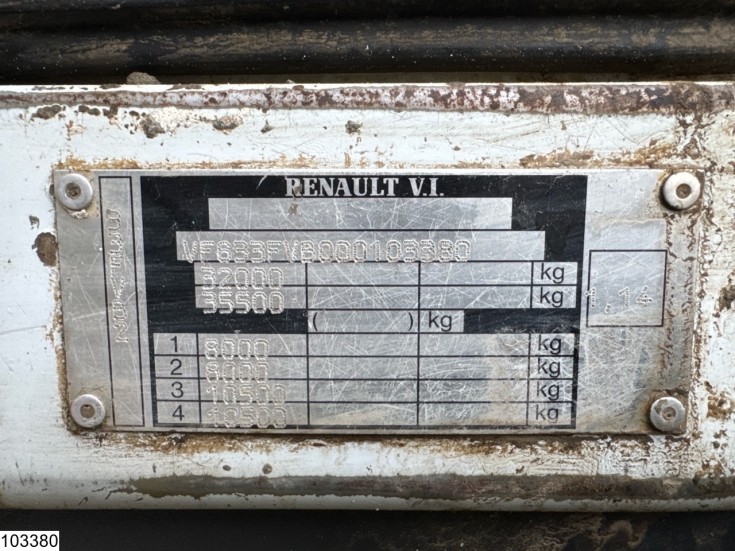 RENAULT V.I.
VF633FVB000103380
32000 kg
35500 kg
( ) kg
1 8000 kg
2 8000 kg
3 10500 kg
4 10500 kg
1.14
103380